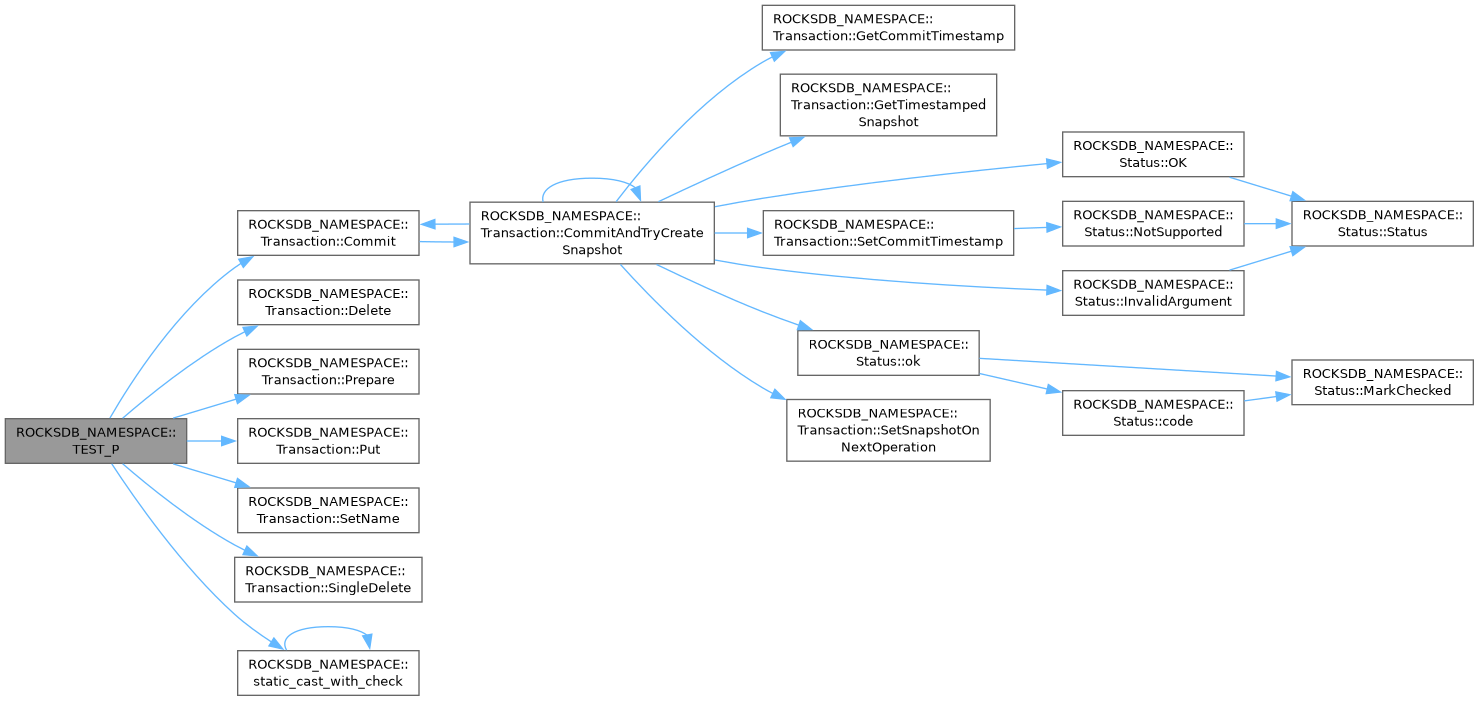 ROCKSDB_NAMESPACE::
TEST_P
ROCKSDB_NAMESPACE::
Transaction::Commit
ROCKSDB_NAMESPACE::
Transaction::Delete
ROCKSDB_NAMESPACE::
Transaction::Prepare
ROCKSDB_NAMESPACE::
Transaction::Put
ROCKSDB_NAMESPACE::
Transaction::SetName
ROCKSDB_NAMESPACE::
Transaction::SingleDelete
ROCKSDB_NAMESPACE::
static_cast_with_check
ROCKSDB_NAMESPACE::
Transaction::CommitAndTryCreate
Snapshot
ROCKSDB_NAMESPACE::
Transaction::GetCommitTimestamp
ROCKSDB_NAMESPACE::
Transaction::GetTimestamped
Snapshot
ROCKSDB_NAMESPACE::
Transaction::SetCommitTimestamp
ROCKSDB_NAMESPACE::
Status::ok
ROCKSDB_NAMESPACE::
Transaction::SetSnapshotOn
NextOperation
ROCKSDB_NAMESPACE::
Status::OK
ROCKSDB_NAMESPACE::
Status::NotSupported
ROCKSDB_NAMESPACE::
Status::InvalidArgument
ROCKSDB_NAMESPACE::
Status::code
ROCKSDB_NAMESPACE::
Status::Status
ROCKSDB_NAMESPACE::
Status::MarkChecked